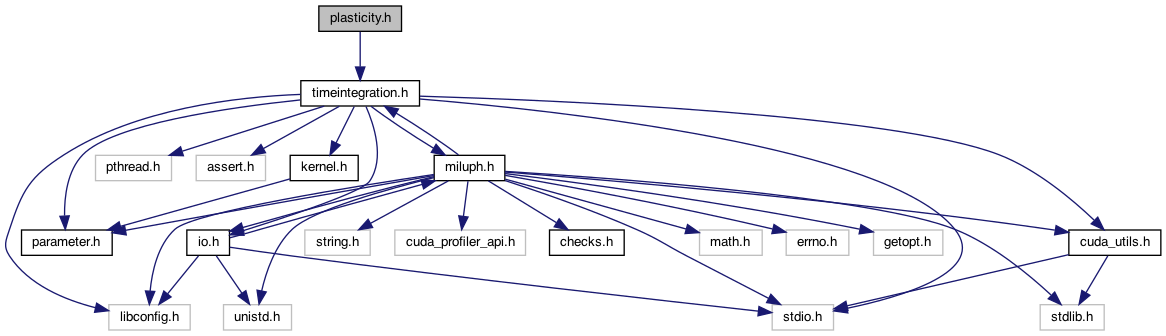 plasticity.h
timeintegration.h
pthread.h
assert.h
kernel.h
miluph.h
parameter.h
io.h
string.h
cuda_profiler_api.h
checks.h
math.h
errno.h
getopt.h
cuda_utils.h
libconfig.h
unistd.h
stdio.h
stdlib.h